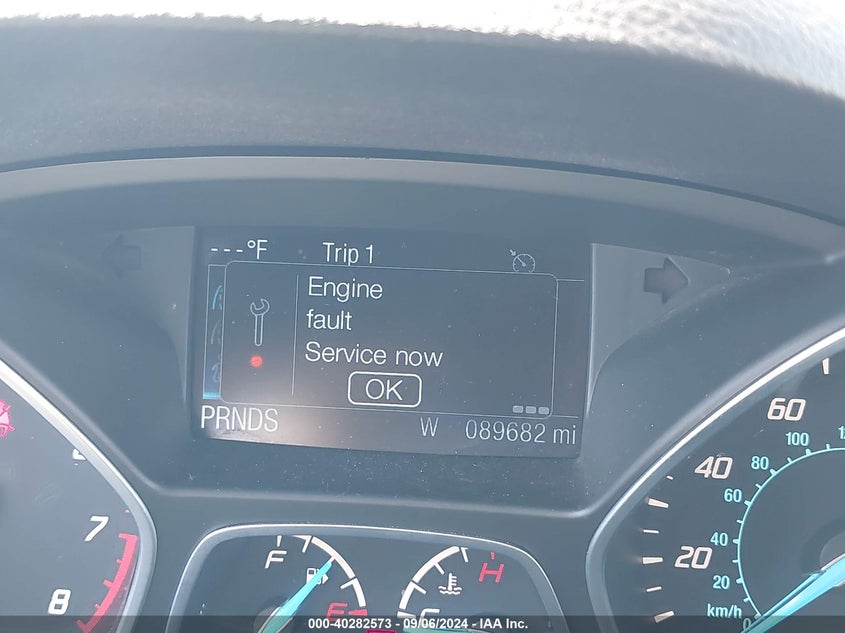 ---°F Trip 1
Engine
fault
Service now
OK
PRNDS W 089682 mi
60
100
40 80
60
7
40
20
20
8
km/h 0
F E
H C
000-40282573 - 09/06/2024 - IAA Inc.